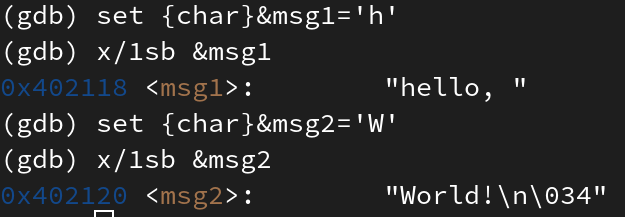 (gdb) set {char}&msg1='h'
(gdb) x/1sb &msg1
0x402118 <msg1>:        "hello, "
(gdb) set {char}&msg2='W'
(gdb) x/1sb &msg2
0x402120 <msg2>:        "World!\n\034"